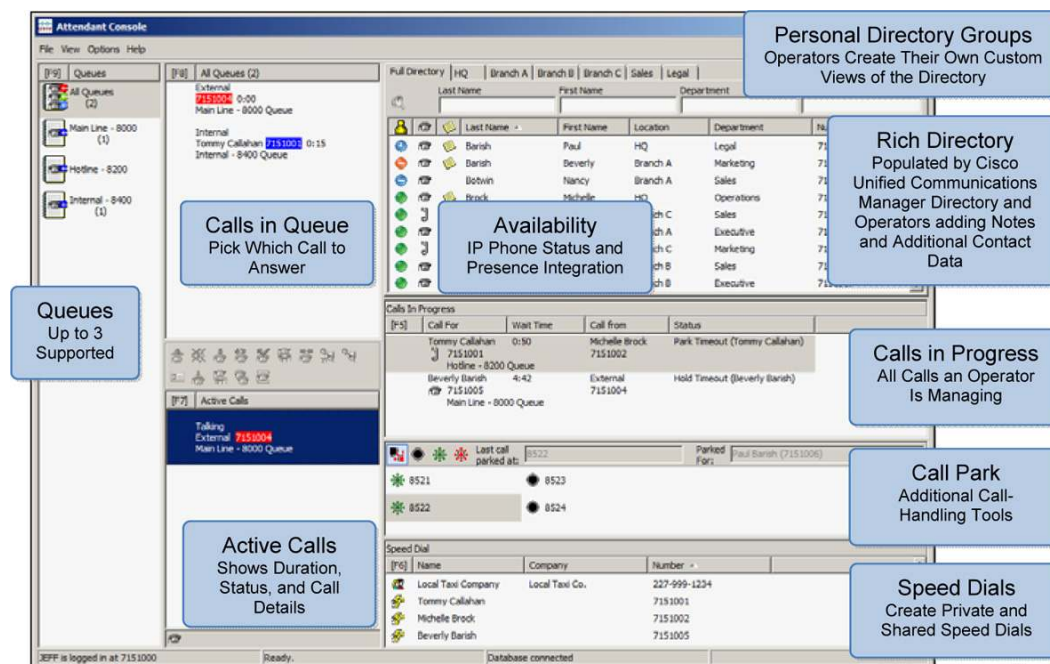 Attendant Console
File View Options Help
Personal Directory Groups
Operators Create Their Own Custom
Views of the Directory
[F9] Queues
All Queues
(2)
Main Line - 8000
(1)
Hotline - 8200
Internal - 8400
(1)
Queues
Up to 3
Supported
[F8] All Queues (2)
External
7151004 0:00
Main Line - 8000 Queue
Internal
Tommy Callahan 7151001 0:15
Internal - 8400 Queue
Calls in Queue
Pick Which Call to
Answer
Full Directory HQ Branch A Branch B Branch C Sales Legal
Last Name First Name Department
Last Name First Name Location Department
Barish Paul HQ Legal 71
Barish Beverly Branch A Marketing 71
Botwin Nancy Branch A Sales 71
Brock Michelle HQ Operations 71
ch C Sales 71
ch A Executive 71
ch C Marketing 71
ch B Sales 71
ch B Executive
Availability
IP Phone Status and
Presence Integration
Rich Directory
Populated by Cisco
Unified Communications
Manager Directory and
Operators adding Notes
and Additional Contact
Data
Calls In Progress
[F5] Call For Wait Time Call from Status
Tommy Callahan 0:50 Michelle Brock Park Timeout (Tommy Callahan)
7151001 7151002
Hotline - 8200 Queue
Beverly Barish 4:42 External Hold Timeout (Beverly Barish)
7151005 7151004
Main Line - 8000 Queue
Calls in Progress
All Calls an Operator
Is Managing
[F7] Active Calls
Talking
External 7151004
Main Line - 8000 Queue
Active Calls
Shows Duration,
Status, and Call
Details
Last call
parked at: 8522
Parked
For: Paul Barish (7151006)
8521 8523
8522 8524
Call Park
Additional Call-
Handling Tools
Speed Dial
[F6] Name Company Number
Local Taxi Company Local Taxi Co. 227-999-1234
Tommy Callahan 7151001
Michelle Brock 7151002
Beverly Barish 7151005
Speed Dials
Create Private and
Shared Speed Dials
JEFF is logged in at 7151000 Ready. Database connected